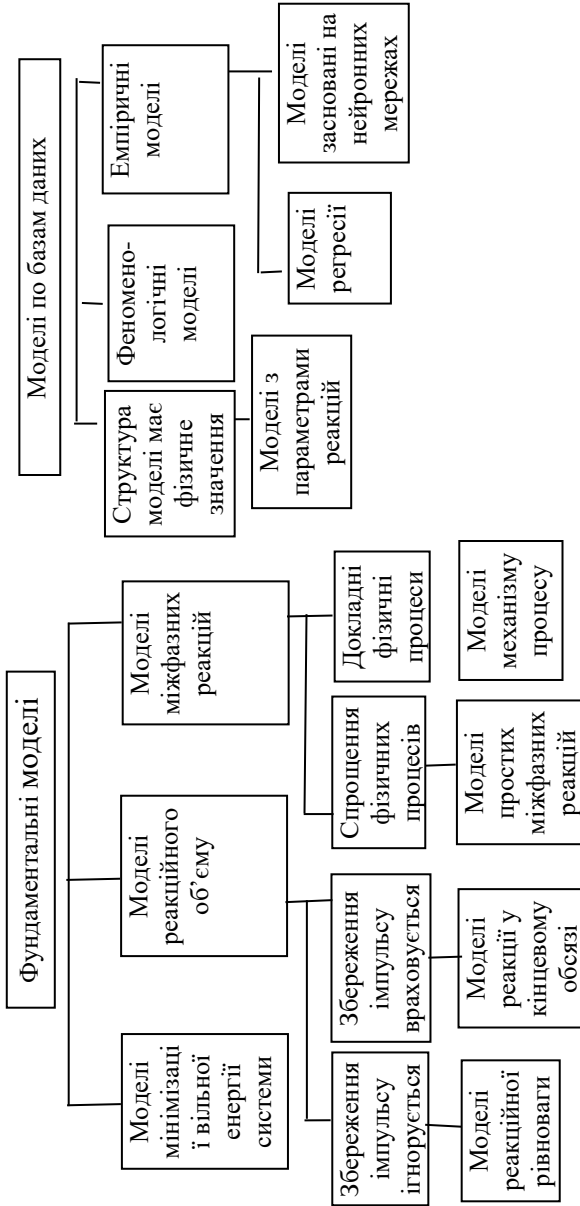 Фундаментальні моделі
Моделі
мінімізаці
ї вільної
енергії
системи
Моделі
реакційного
об’єму
Моделі
міжфазних
реакцій
Збереження
імпульсу
ігнорується
Збереження
імпульсу
враховується
Спрощення
фізичних
процесів
Докладні
фізичні
процеси
Моделі
реакційної
рівноваги
Моделі
реакції у
кінцевому
обсязі
Моделі
простих
міжфазних
реакцій
Моделі
механізму
процесу
Моделі по базам даних
Структура
моделі має
фізичне
значення
Феномено-
логічні
моделі
Емпіричні
моделі
Моделі з
параметрами
реакцій
Моделі
регресії
Моделі
засновані на
нейронних
мережах